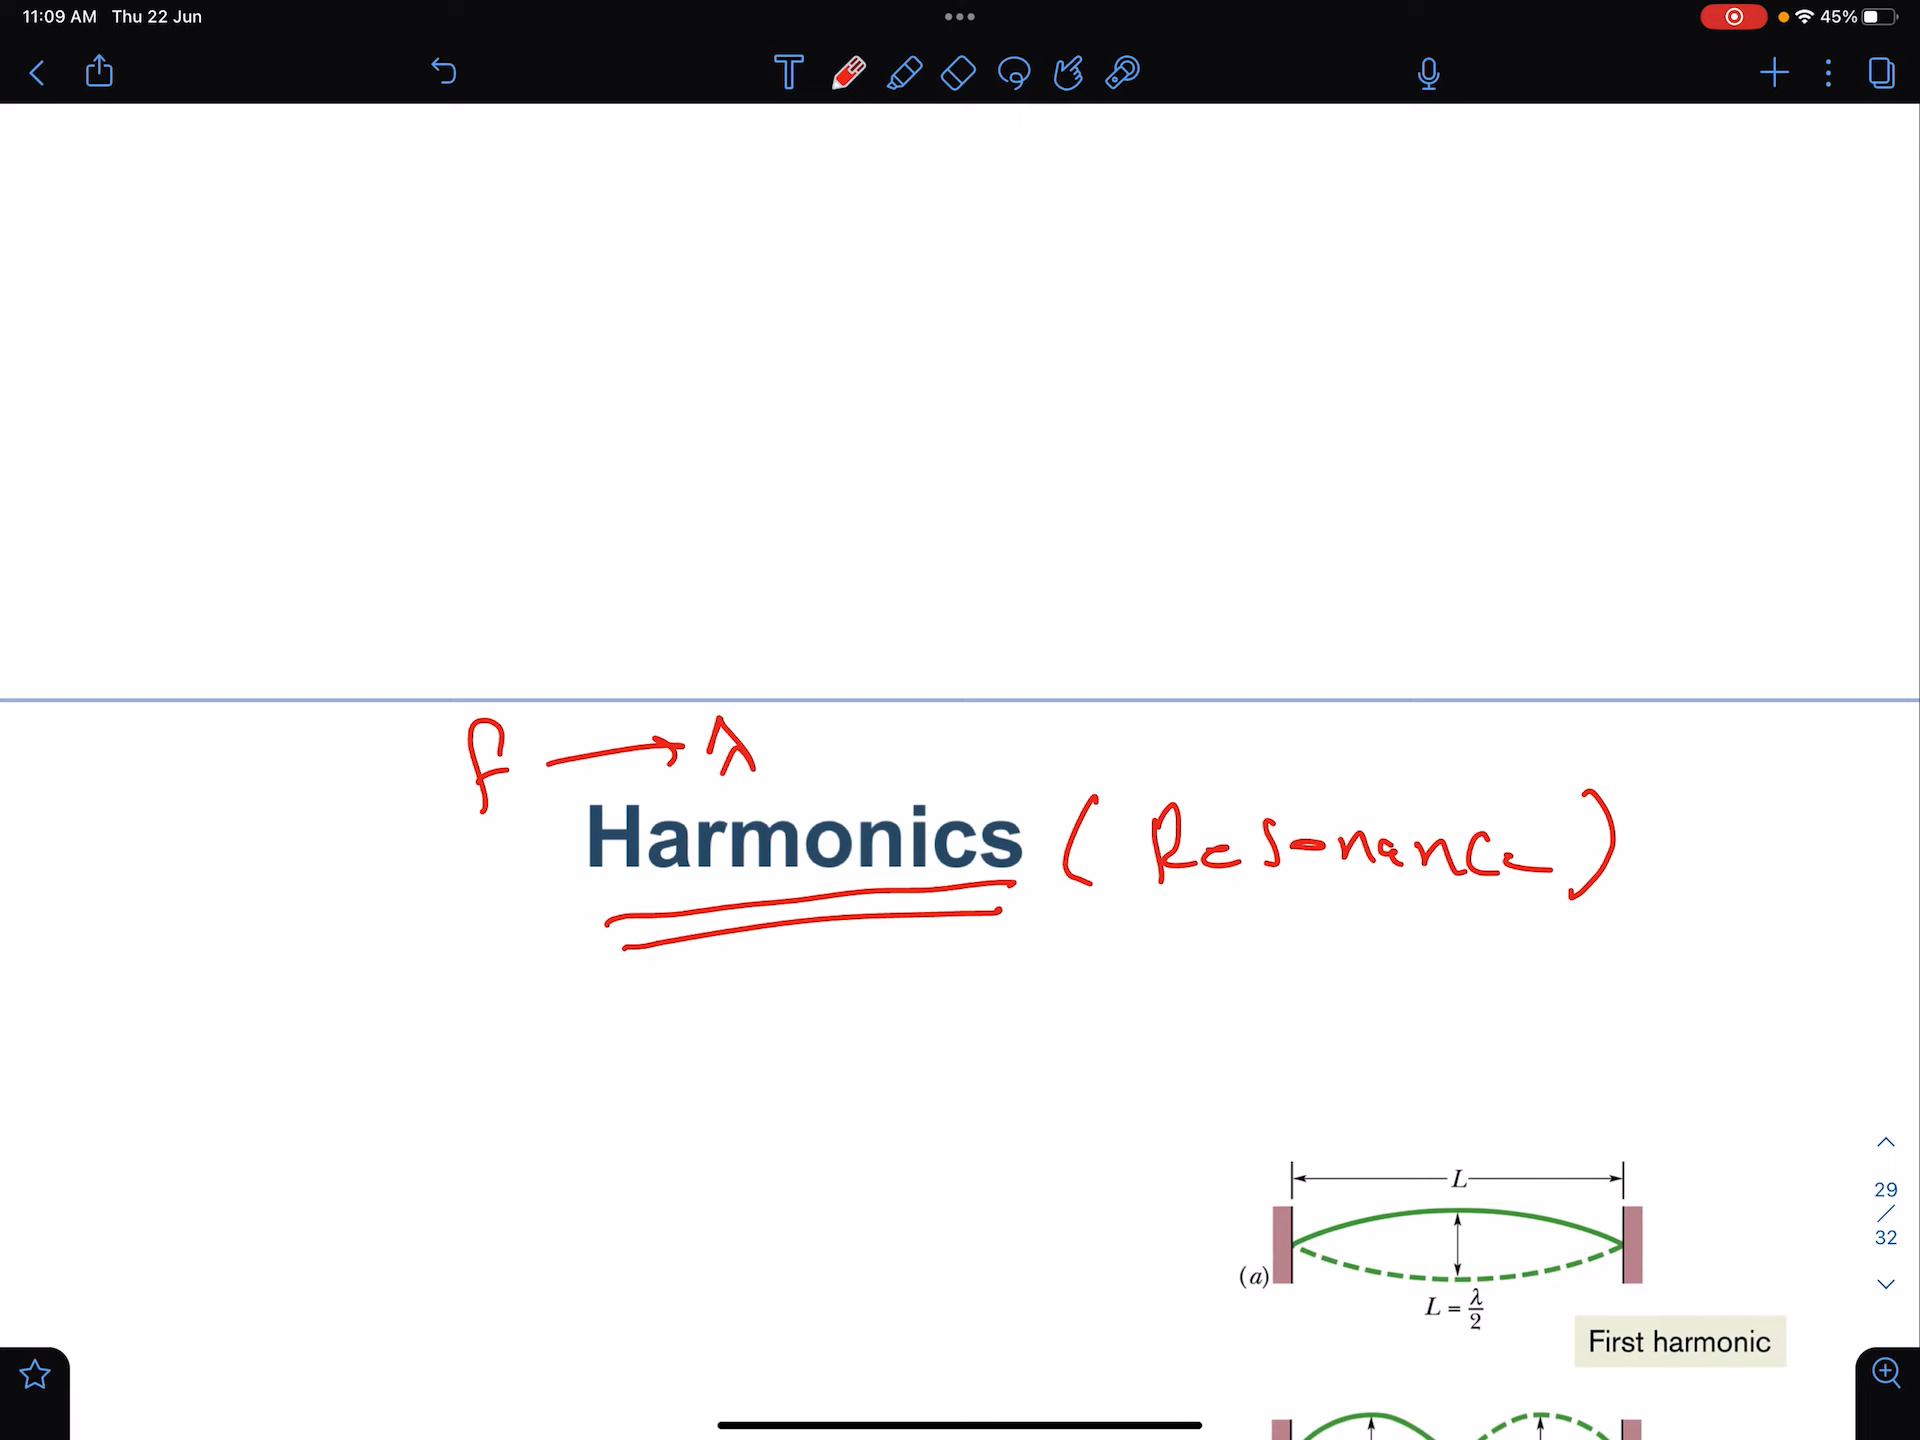 11:09 AM Thu 22 Jun
45%
f → λ
Harmonics (Resonance)
L
(a)
L = λ/2
First harmonic
29
/
32